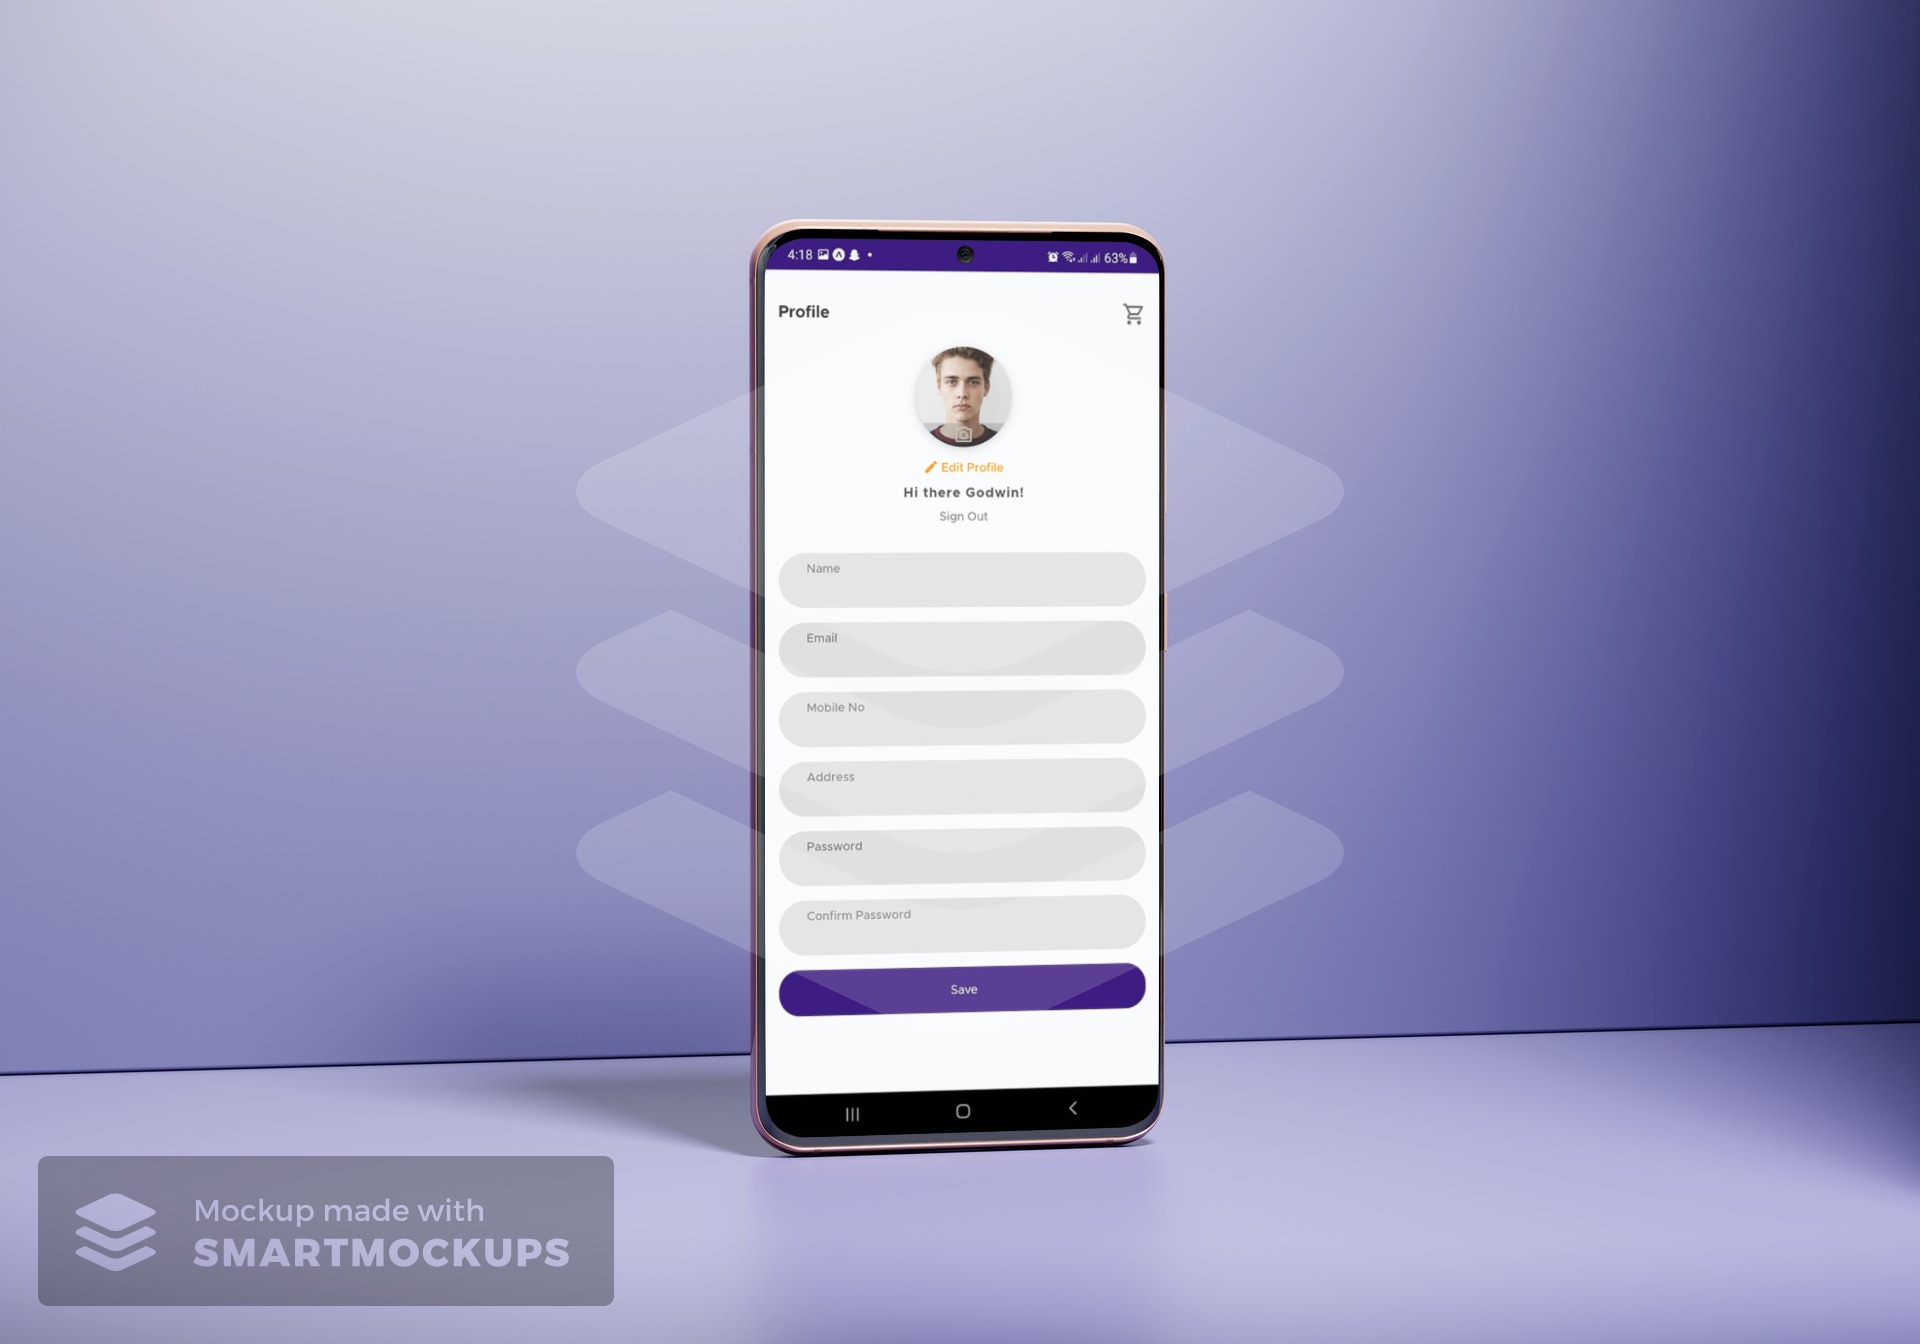 4:18 63%
Profile
Edit Profile
Hi there Godwin!
Sign Out
Name
Email
Mobile No
Address
Password
Confirm Password
Save
Mockup made with
SMARTMOCKUPS